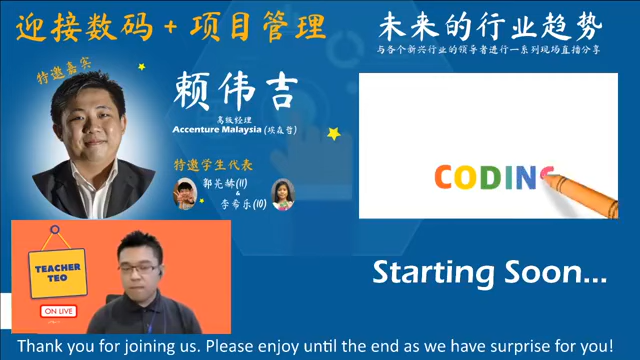 迎接数码 + 项目管理
未来的行业趋势
与各个新兴行业的领导者进行一系列现场直播分享
特邀嘉宾
赖伟吉
高级经理
Accenture Malaysia (埃森哲)
特邀学生代表
(11)
&
李希乐(10)
CODING
Starting Soon...
TEACHER
TEO
ON LIVE
Thank you for joining us. Please enjoy until the end as we have surprise for you!